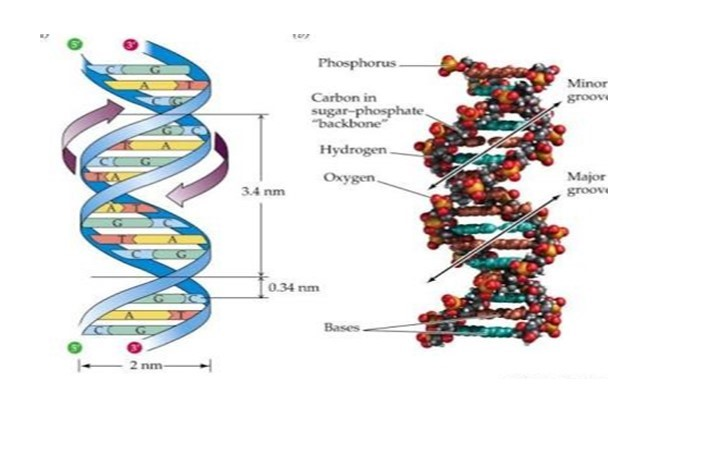 5' 3'
C G
A T
C G
G C
T A
C G
T A
A T
G C
T A
C G
G C
A T
C G
5' 3'
3.4 nm
0.34 nm
2 nm
Phosphorus
Carbon in
sugar–phosphate
"backbone"
Hydrogen
Oxygen
Bases
Minor
groove
Major
groove